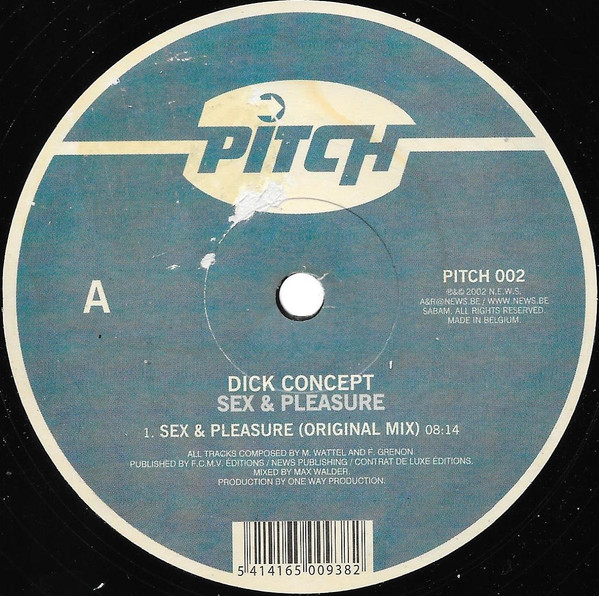 PITCH
A
PITCH 002
℗&© 2002 N.E.W.S.
A&R@NEWS.BE / WWW.NEWS.BE
SABAM. ALL RIGHTS RESERVED.
MADE IN BELGIUM.
DICK CONCEPT
SEX & PLEASURE
1. SEX & PLEASURE (ORIGINAL MIX) 08:14
ALL TRACKS COMPOSED BY M. WATTEL AND F. GRENON.
PUBLISHED BY F.C.M.V. ÉDITIONS / NEWS PUBLISHING / CONTRAT DE LUXE ÉDITIONS.
MIXED BY MAX WALDER.
PRODUCTION BY ONE WAY PRODUCTION.
5 414165 009382